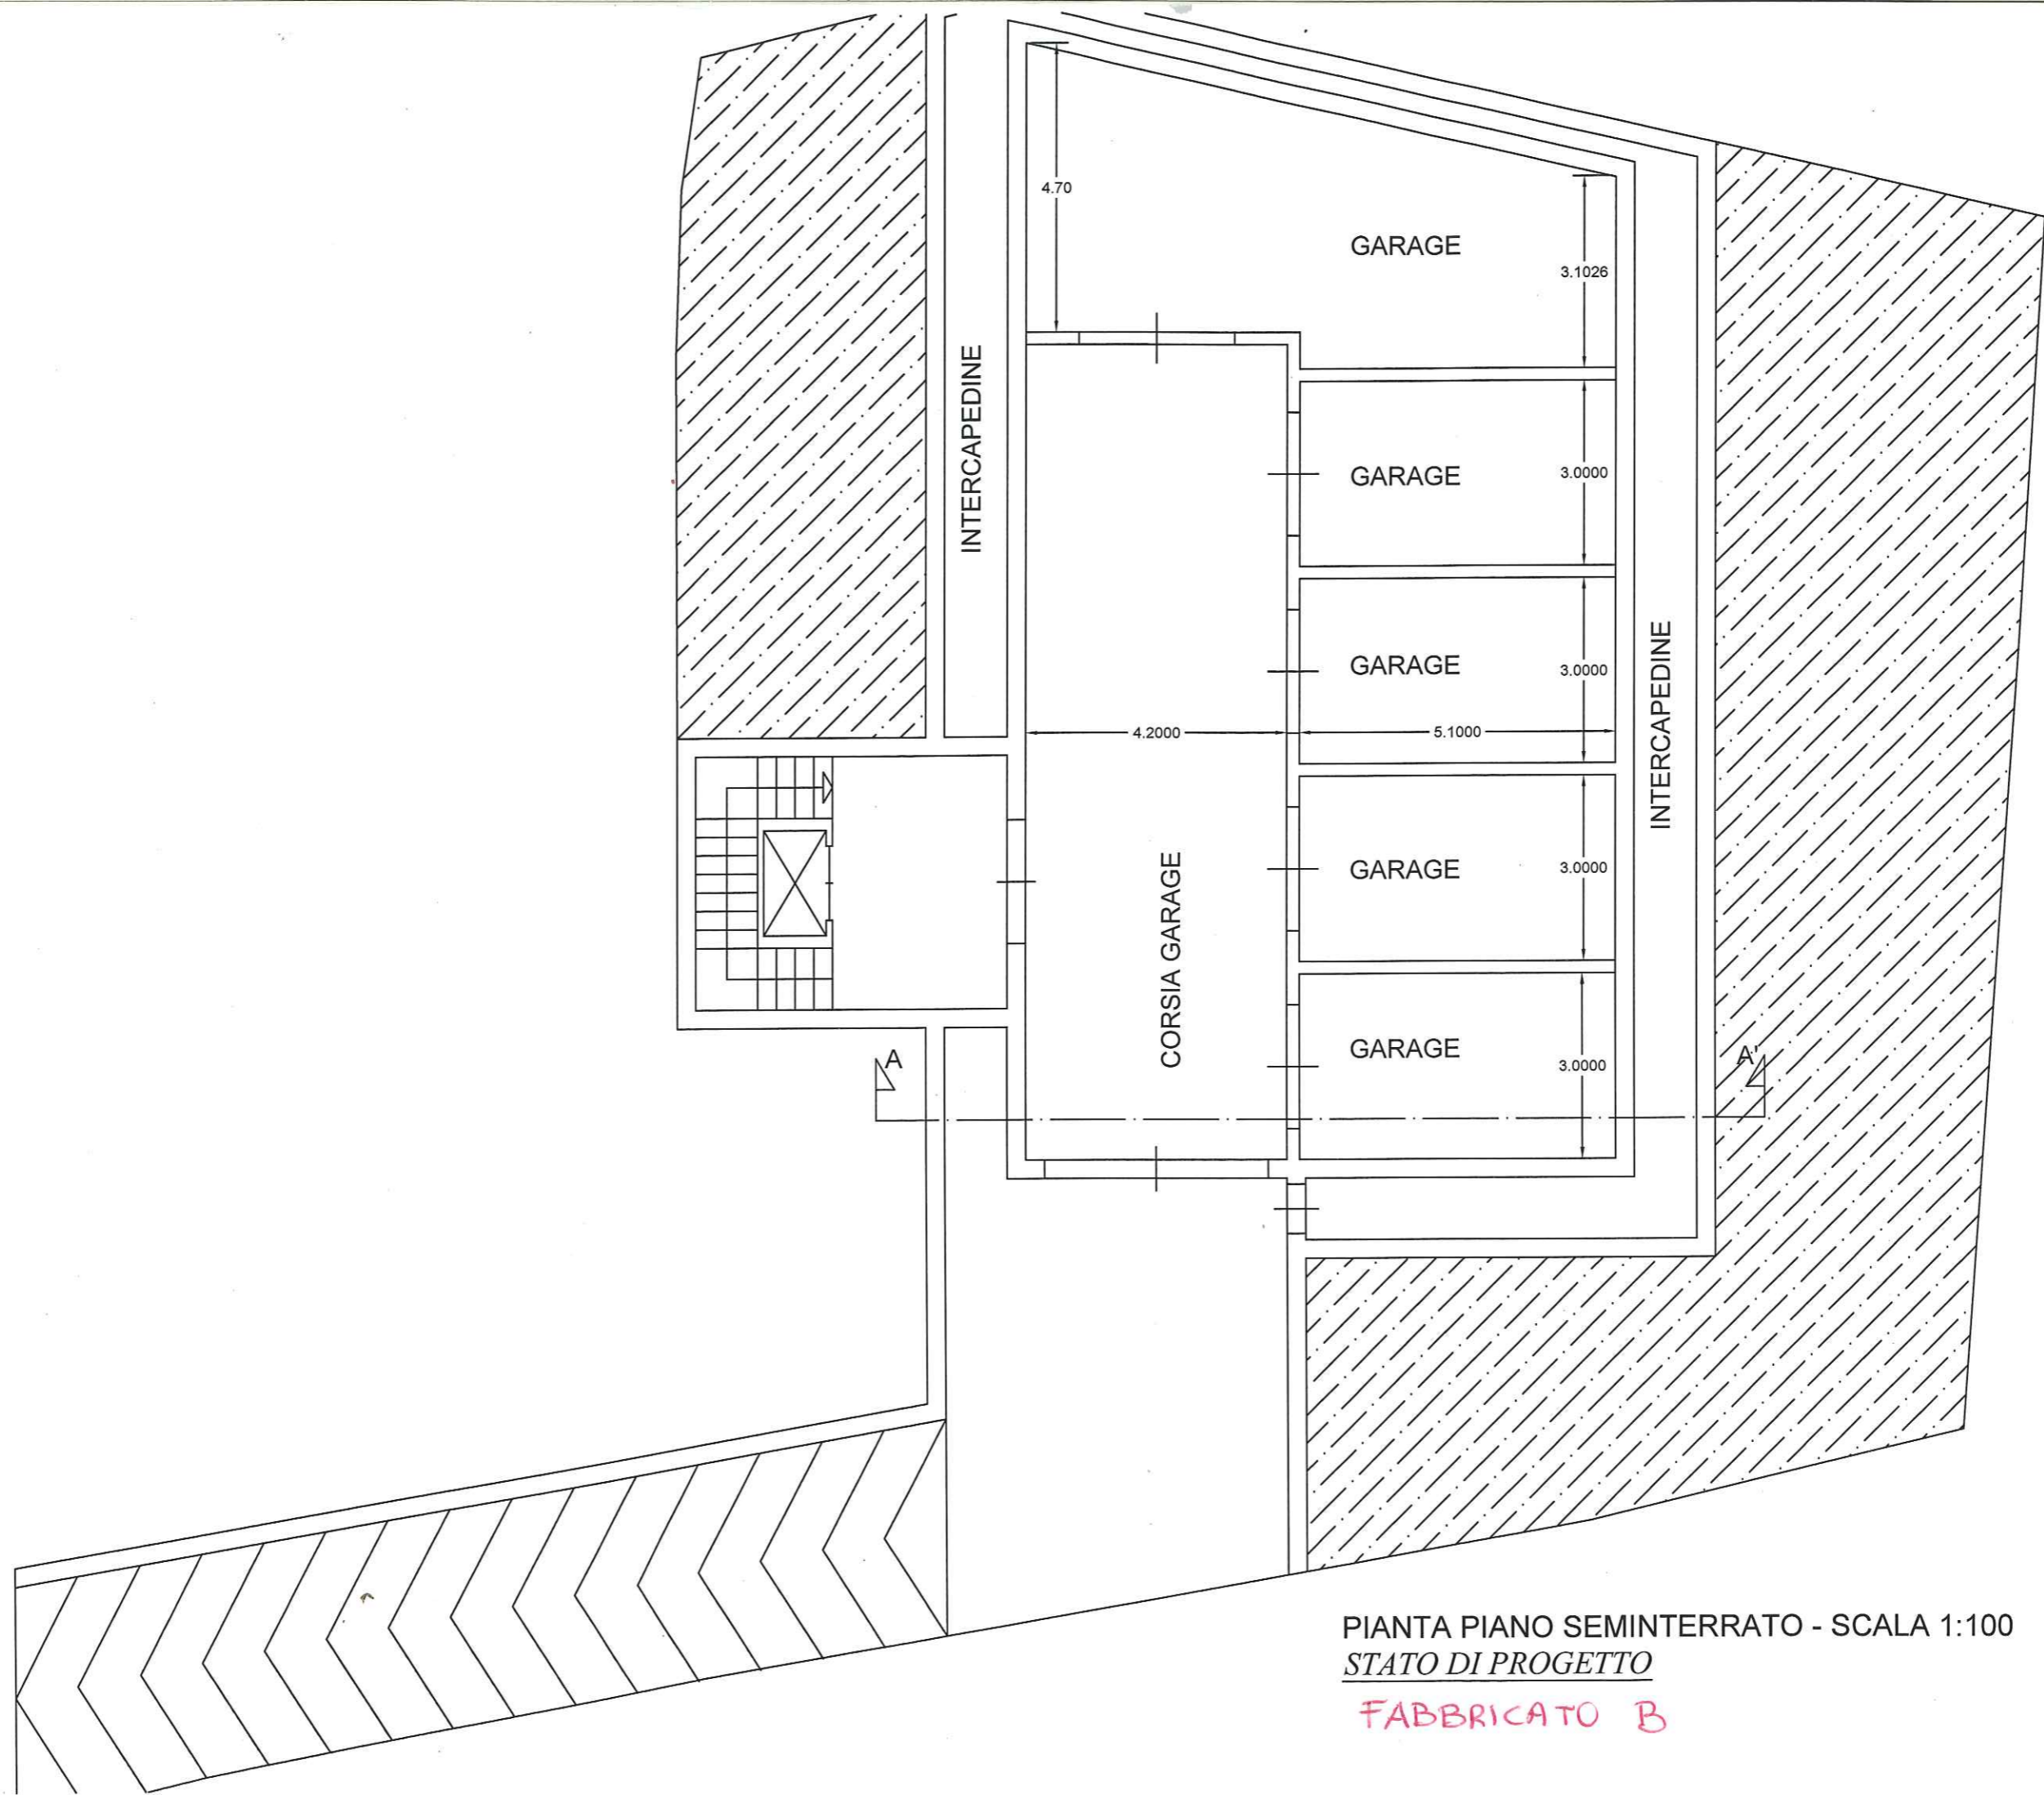 4.70
GARAGE
3.1026
INTERCAPEDINE
GARAGE
3.0000
GARAGE
3.0000
INTERCAPEDINE
4.2000
5.1000
CORSIA GARAGE
GARAGE
3.0000
GARAGE
3.0000
A
A'
PIANTA PIANO SEMINTERRATO - SCALA 1:100
STATO DI PROGETTO
FABBRICATO B